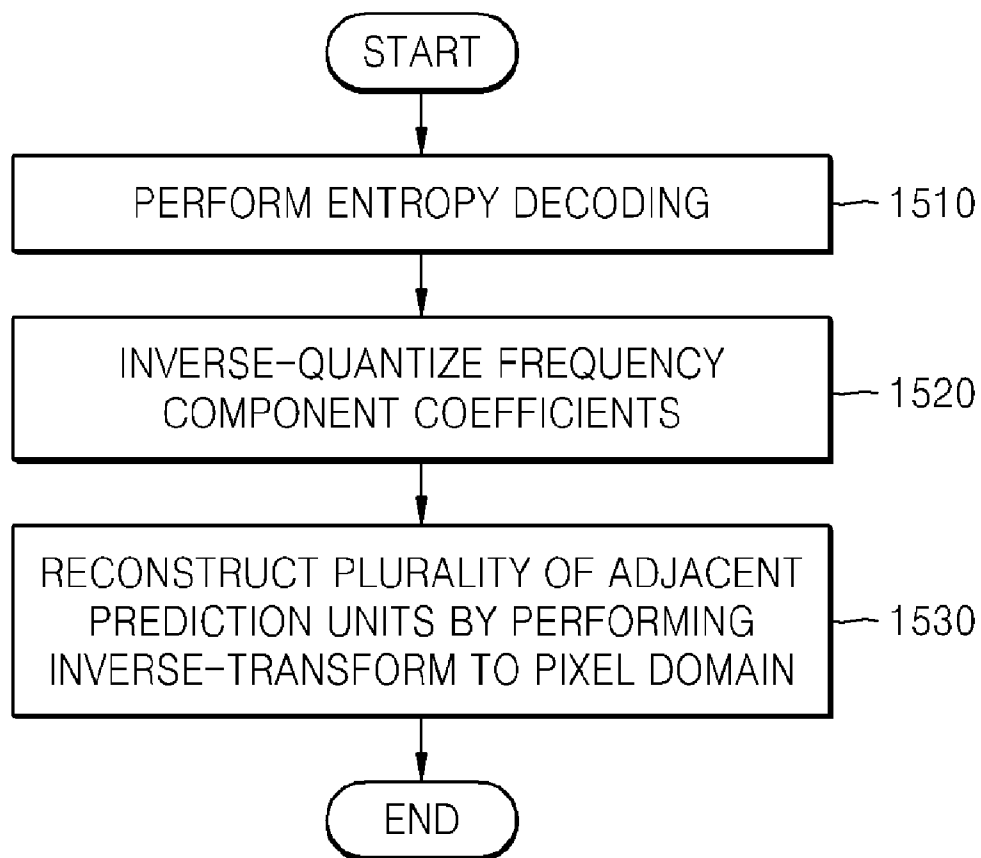 START
PERFORM ENTROPY DECODING
1510
INVERSE-QUANTIZE FREQUENCY
COMPONENT COEFFICIENTS
1520
RECONSTRUCT PLURALITY OF ADJACENT
PREDICTION UNITS BY PERFORMING
INVERSE-TRANSFORM TO PIXEL DOMAIN
1530
END